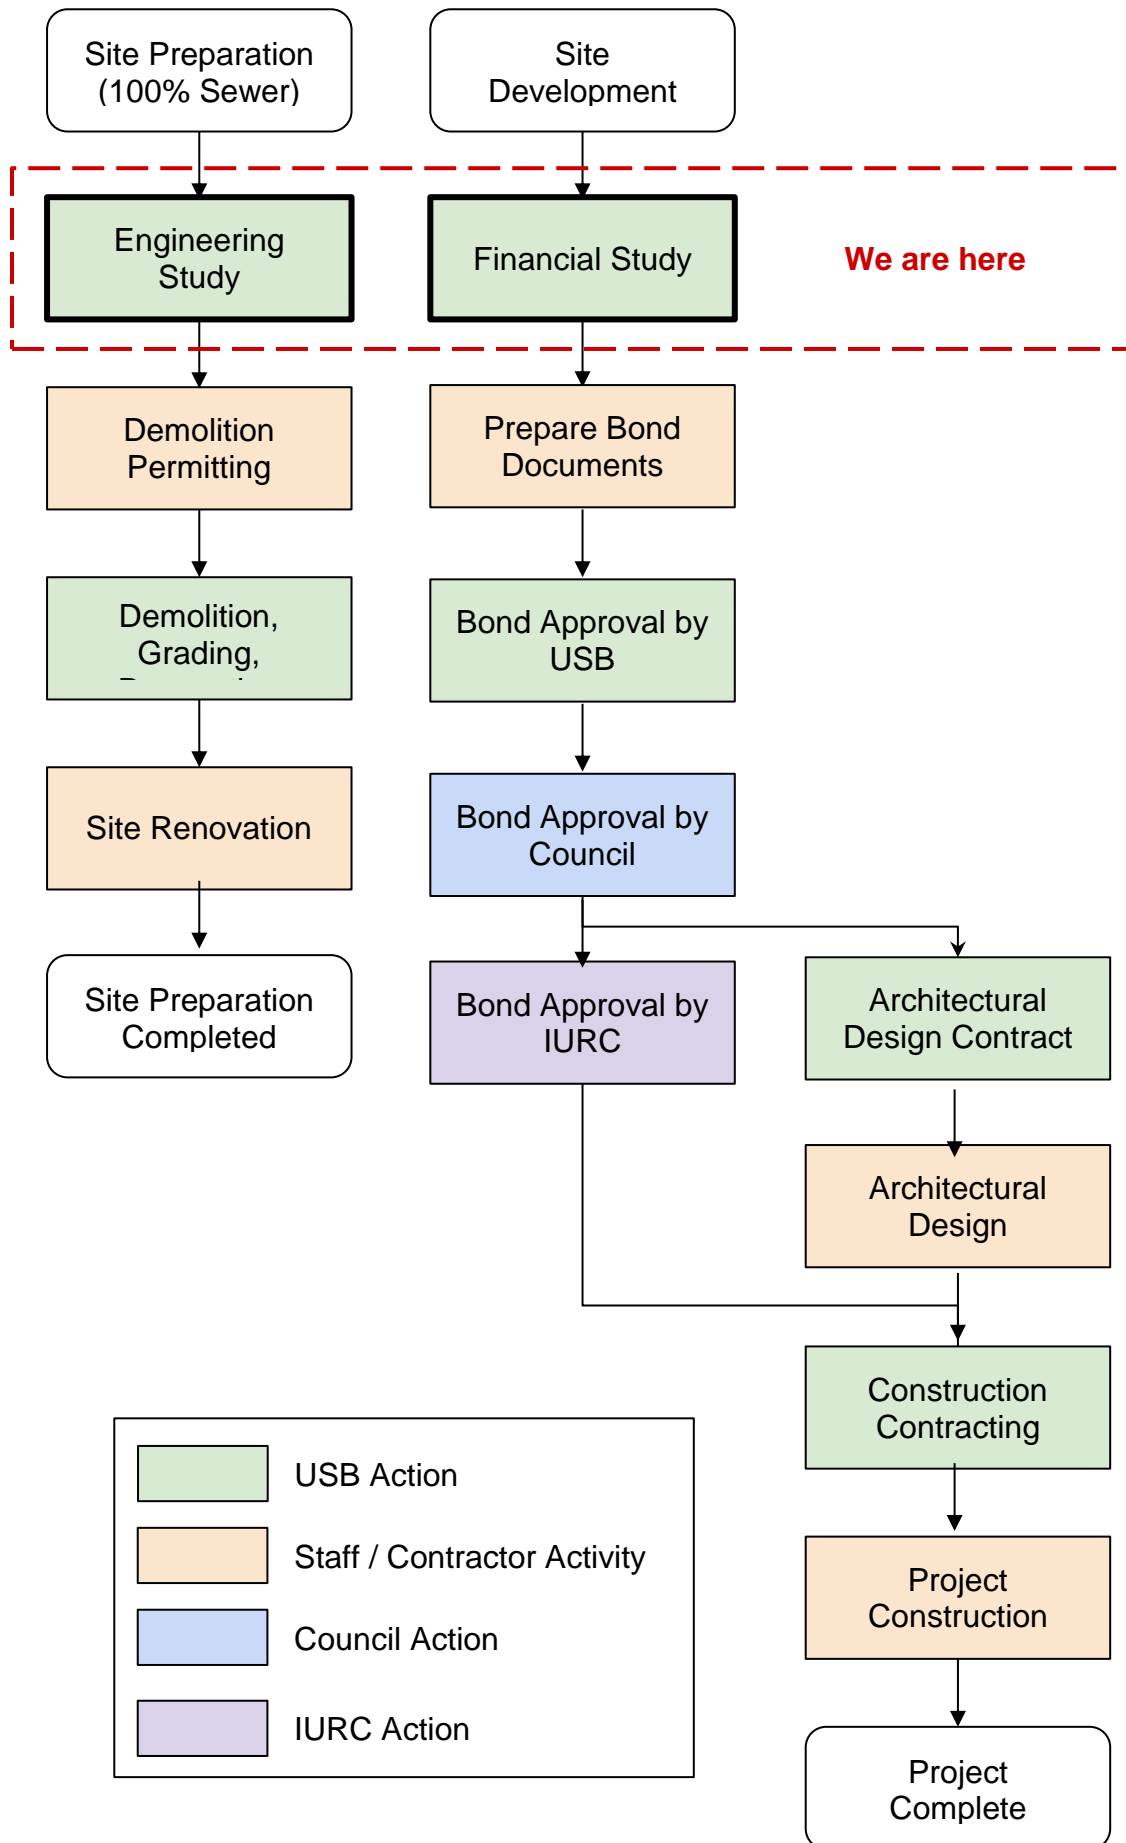 Site Preparation
(100% Sewer)
Site
Development
Engineering
Study
Financial Study
We are here
Demolition
Permitting
Prepare Bond
Documents
Demolition,
Grading,
Bond Approval by
USB
Site Renovation
Bond Approval by
Council
Site Preparation
Completed
Bond Approval by
IURC
Architectural
Design Contract
Architectural
Design
Construction
Contracting
Project
Construction
Project
Complete
USB Action
Staff / Contractor Activity
Council Action
IURC Action